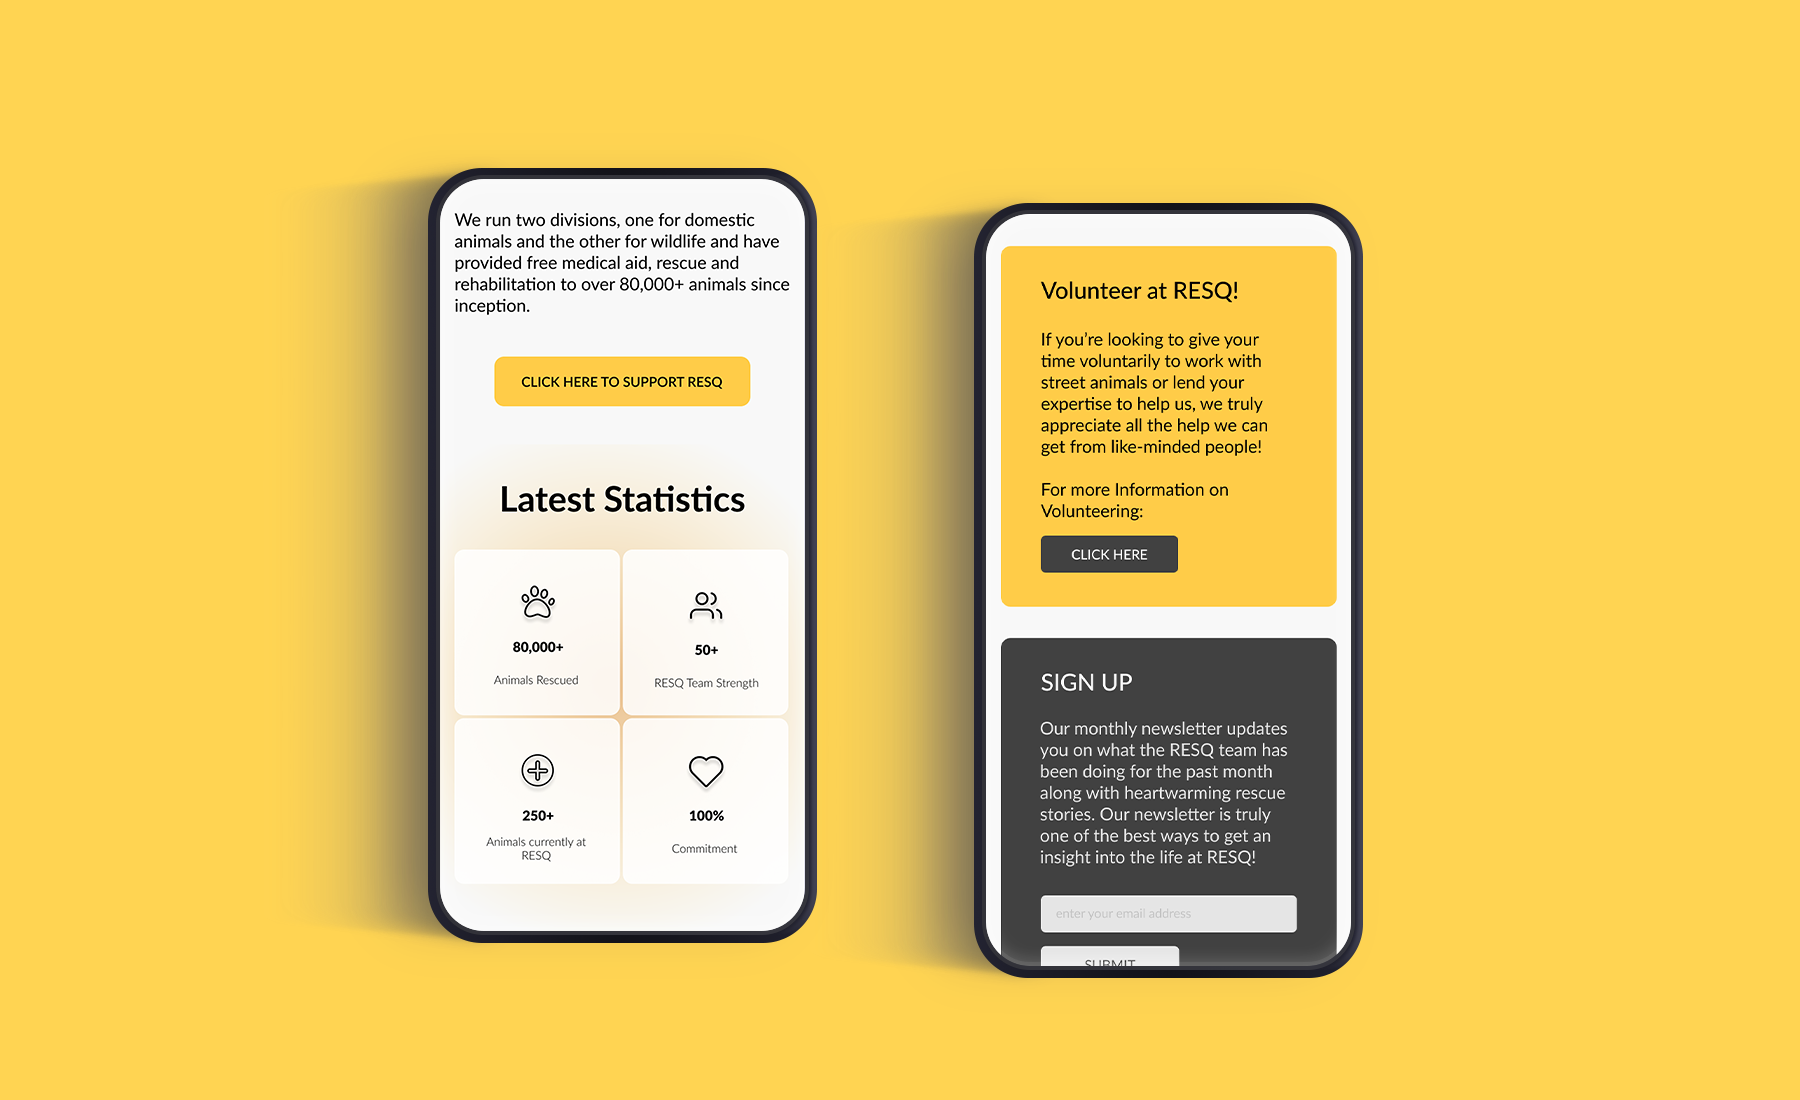 We run two divisions, one for domestic
animals and the other for wildlife and have
provided free medical aid, rescue and
rehabilitation to over 80,000+ animals since
inception.
CLICK HERE TO SUPPORT RESQ
Latest Statistics
80,000+
Animals Rescued
50+
RESQ Team Strength
250+
Animals currently at
RESQ
100%
Commitment
Volunteer at RESQ!
If you're looking to give your
time voluntarily to work with
street animals or lend your
expertise to help us, we truly
appreciate all the help we can
get from like-minded people!
For more Information on
Volunteering:
CLICK HERE
SIGN UP
Our monthly newsletter updates
you on what the RESQ team has
been doing for the past month
along with heartwarming rescue
stories. Our newsletter is truly
one of the best ways to get an
insight into the life at RESQ!
enter your email address
SUBMIT